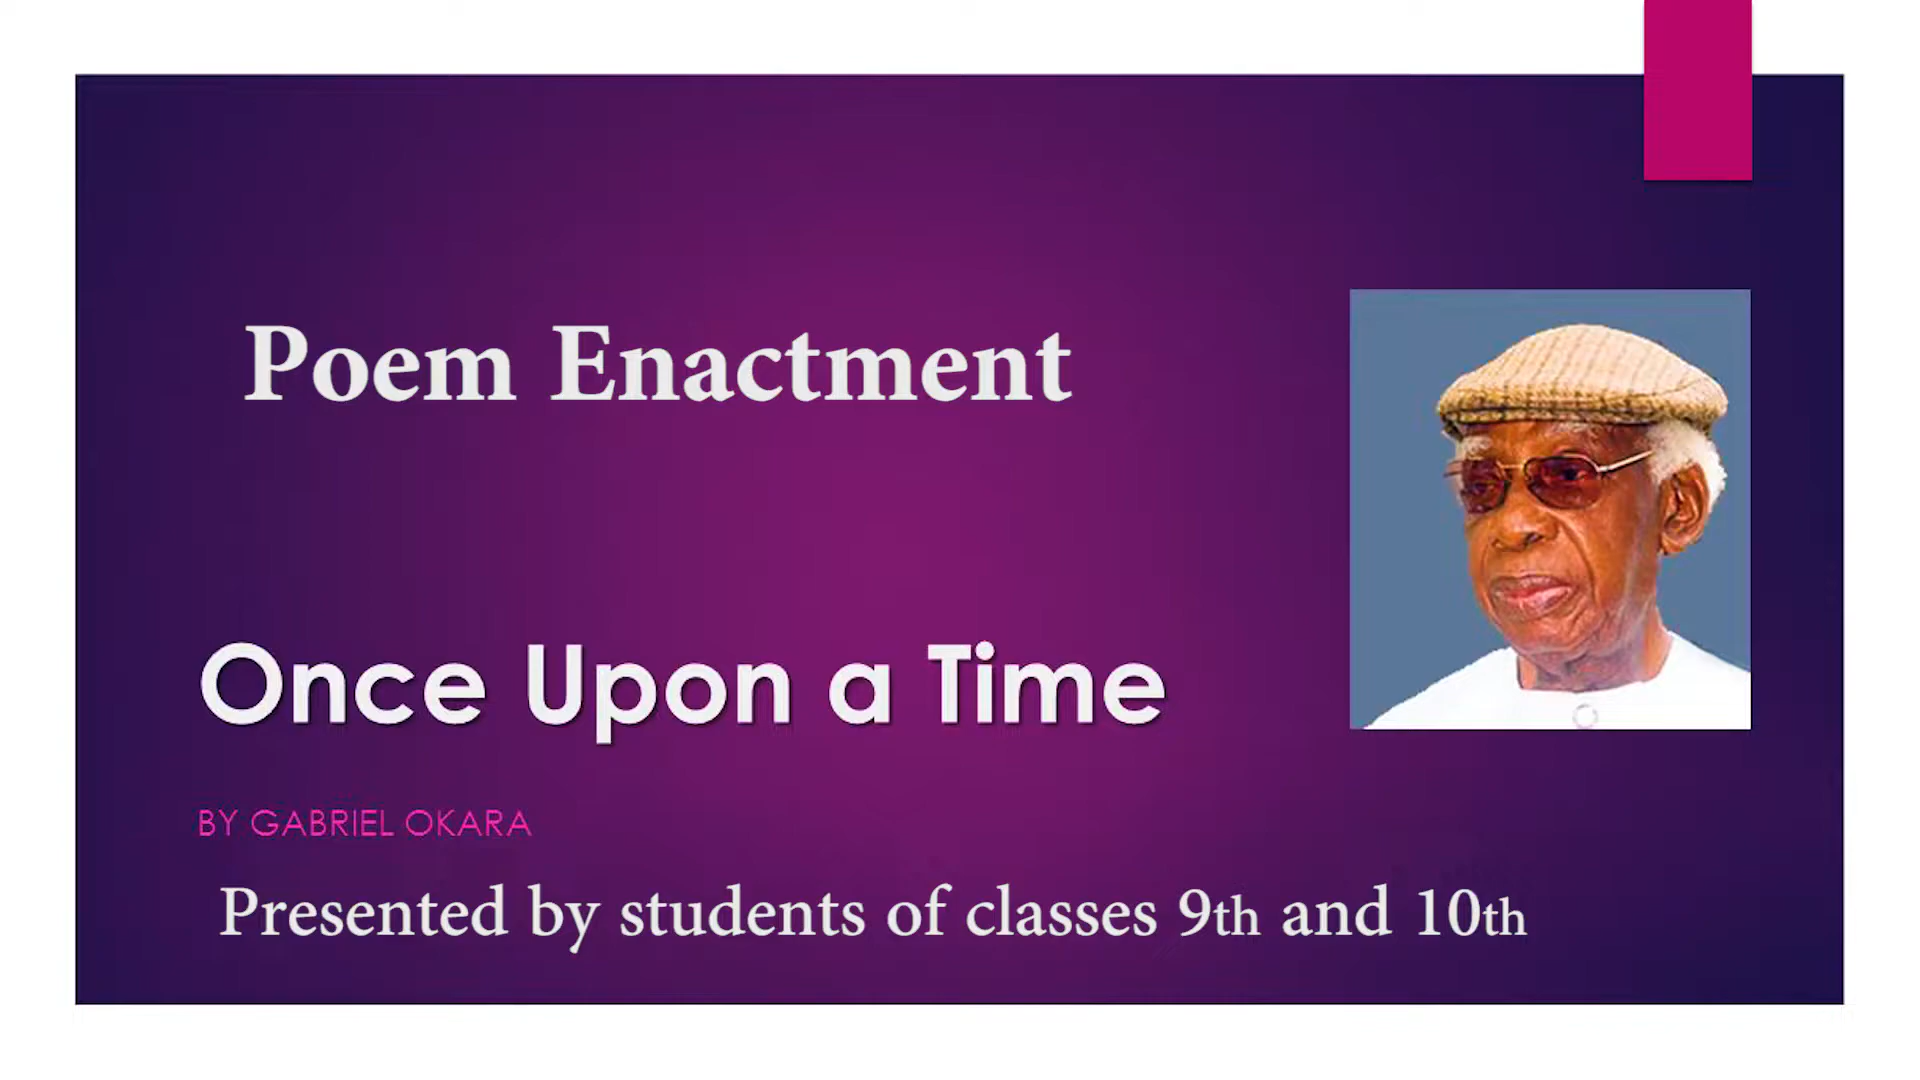 Poem Enactment
Once Upon a Time
BY GABRIEL OKARA
Presented by students of classes 9th and 10th